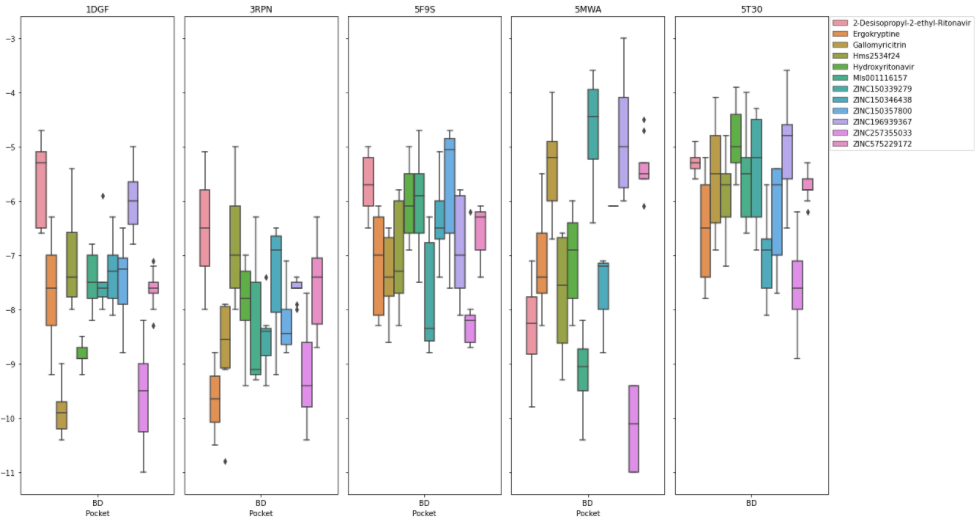 1DGF
3RPN
5F9S
5MWA
5T30
−3
−4
−5
−6
−7
−8
−9
−10
−11
BD
Pocket
BD
Pocket
BD
Pocket
BD
Pocket
BD
Pocket
2-Desisopropyl-2-ethyl-Ritonavir
Ergokryptine
Gallomyricitrin
Hms2534f24
Hydroxyritonavir
Mls001116157
ZINC150339279
ZINC150346438
ZINC150357800
ZINC196939367
ZINC257355033
ZINC575229172